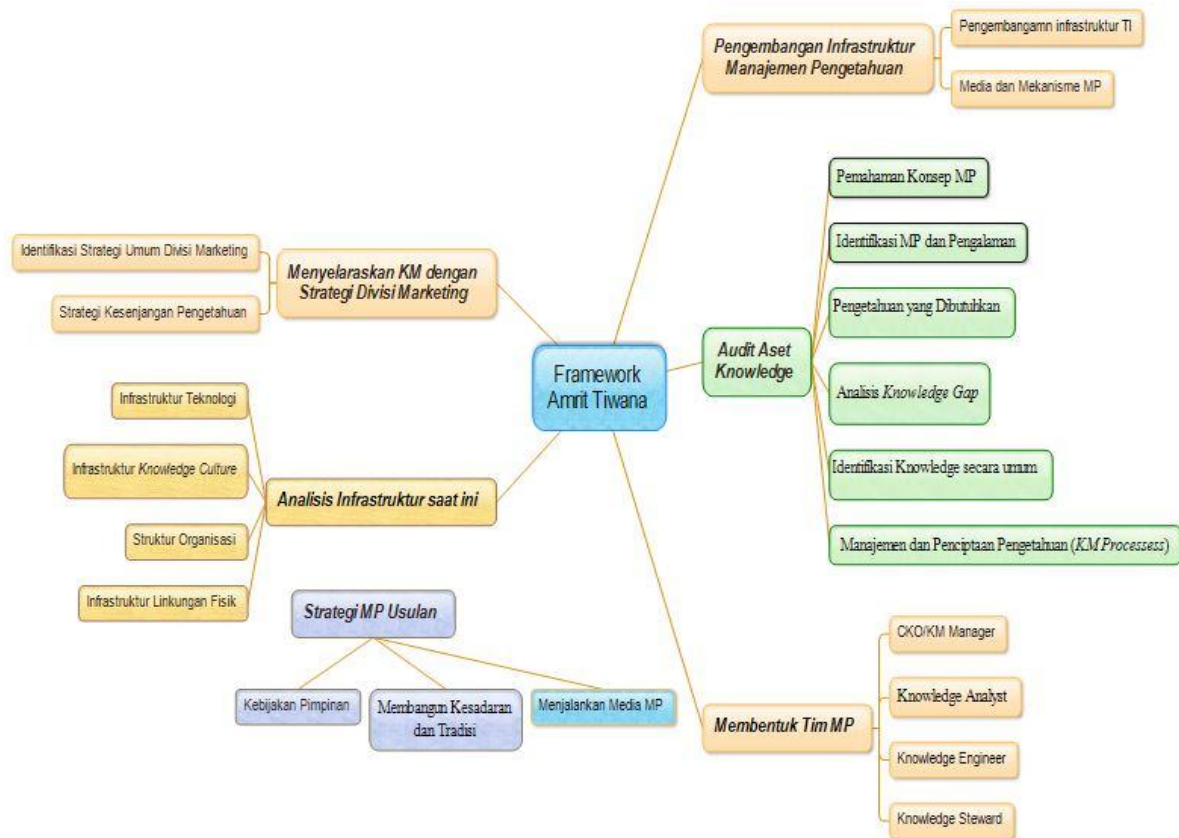 Pengembangan Infrastruktur
Manajemen Pengetahuan
Pengembangamn infrastruktur TI
Media dan Mekanisme MP
Identifikasi Strategi Umum Divisi Marketing
Strategi Kesenjangan Pengetahuan
Menyelaraskan KM dengan
Strategi Divisi Marketing
Framework
Amrit Tiwana
Audit Aset
Knowledge
Pemahaman Konsep MP
Identifikasi MP dan Pengalaman
Pengetahuan yang Dibutuhkan
Analisis Knowledge Gap
Identifikasi Knowledge secara umum
Manajemen dan Penciptaan Pengetahuan (KM Processess)
Infrastruktur Teknologi
Infrastruktur Knowledge Culture
Struktur Organisasi
Infrastruktur Linkungan Fisik
Analisis Infrastruktur saat ini
Strategi MP Usulan
Kebijakan Pimpinan
Membangun Kesadaran
dan Tradisi
Menjalankan Media MP
Membentuk Tim MP
CKO/KM Manager
Knowledge Analyst
Knowledge Engineer
Knowledge Steward